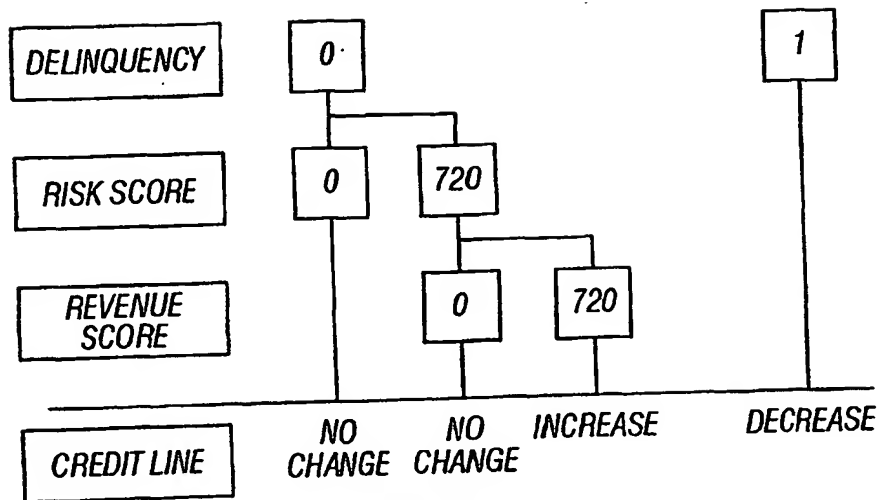 DELINQUENCY
0
1
RISK SCORE
0
720
REVENUE
SCORE
0
720
CREDIT LINE
NO
CHANGE
NO
CHANGE
INCREASE
DECREASE